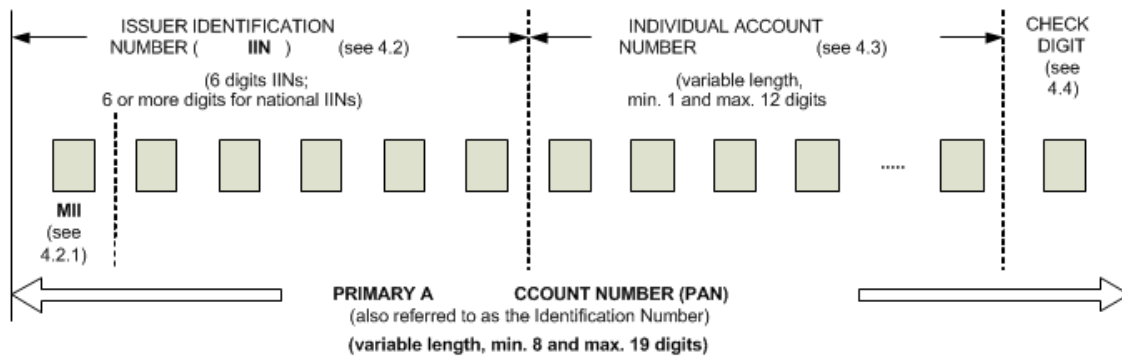 ISSUER IDENTIFICATION
NUMBER ( IIN ) (see 4.2)
(6 digits IINs;
6 or more digits for national IINs)
INDIVIDUAL ACCOUNT
NUMBER (see 4.3)
(variable length,
min. 1 and max. 12 digits
CHECK
DIGIT
(see
4.4)
.....
MII
(see
4.2.1)
PRIMARY A CCOUNT NUMBER (PAN)
(also referred to as the Identification Number)
(variable length, min. 8 and max. 19 digits)